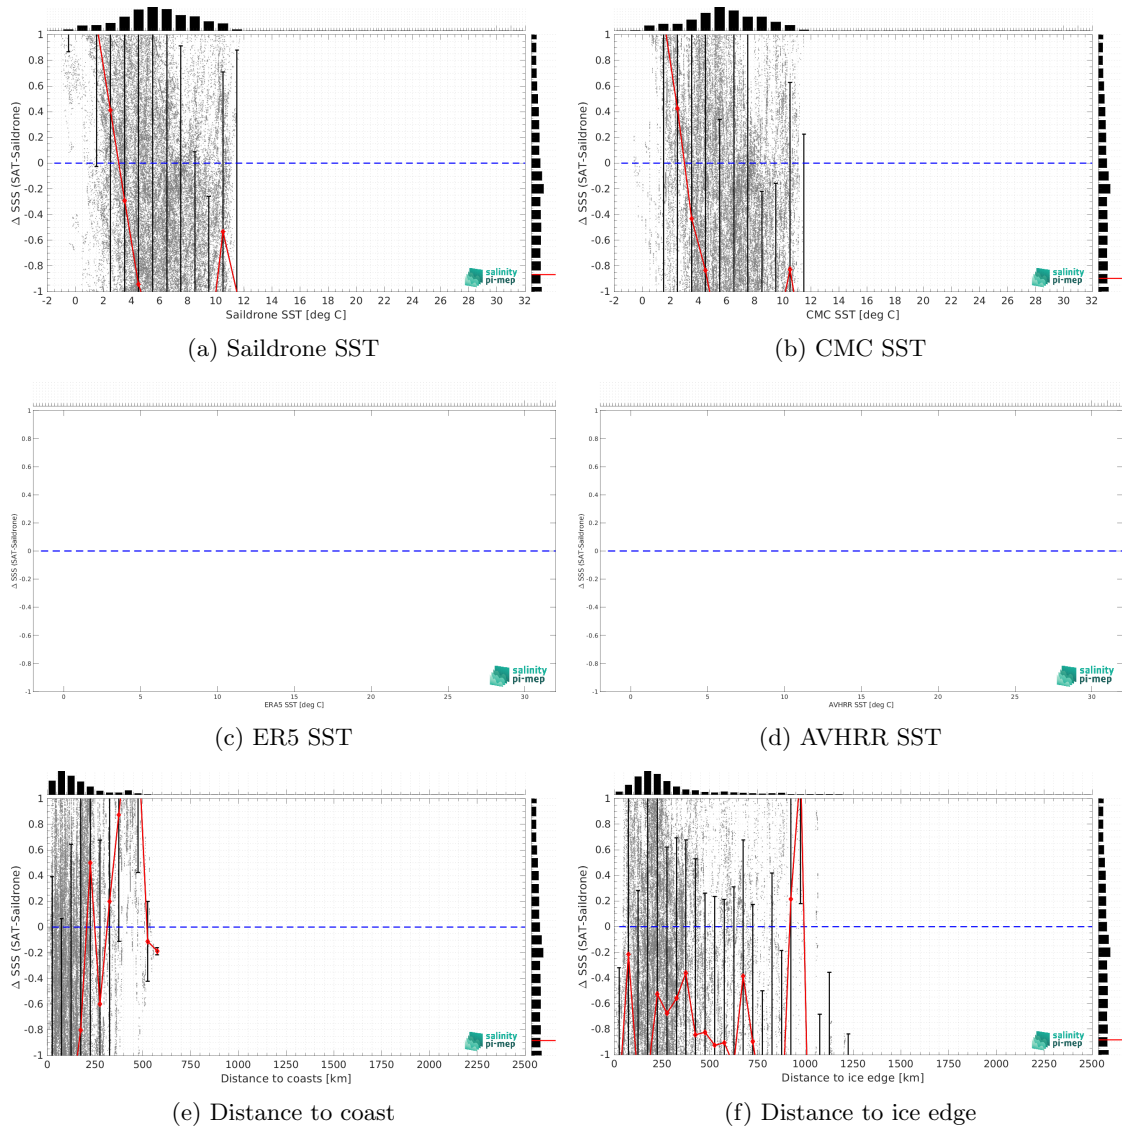 1
0.8
0.6
0.4
0.2
0
-0.2
-0.4
-0.6
-0.8
-1
Δ SSS (SAT-Saildrone)
-2 0 2 4 6 8 10 12 14 16 18 20 22 24 26 28 30 32
Saildrone SST [deg C]
salinity
pi-mep
(a) Saildrone SST
1
0.8
0.6
0.4
0.2
0
-0.2
-0.4
-0.6
-0.8
-1
Δ SSS (SAT-Saildrone)
-2 0 2 4 6 8 10 12 14 16 18 20 22 24 26 28 30 32
CMC SST [deg C]
salinity
pi-mep
(b) CMC SST
1
0.8
0.6
0.4
0.2
0
-0.2
-0.4
-0.6
-0.8
-1
Δ SSS (SAT-Saildrone)
0 5 10 15 20 25 30
ERA5 SST [deg C]
salinity
pi-mep
(c) ER5 SST
1
0.8
0.6
0.4
0.2
0
-0.2
-0.4
-0.6
-0.8
-1
Δ SSS (SAT-Saildrone)
0 5 10 15 20 25 30
AVHRR SST [deg C]
salinity
pi-mep
(d) AVHRR SST
1
0.8
0.6
0.4
0.2
0
-0.2
-0.4
-0.6
-0.8
-1
Δ SSS (SAT-Saildrone)
0 250 500 750 1000 1250 1500 1750 2000 2250 2500
Distance to coasts [km]
salinity
pi-mep
(e) Distance to coast
1
0.8
0.6
0.4
0.2
0
-0.2
-0.4
-0.6
-0.8
-1
Δ SSS (SAT-Saildrone)
0 250 500 750 1000 1250 1500 1750 2000 2250 2500
Distance to ice edge [km]
salinity
pi-mep
(f) Distance to ice edge